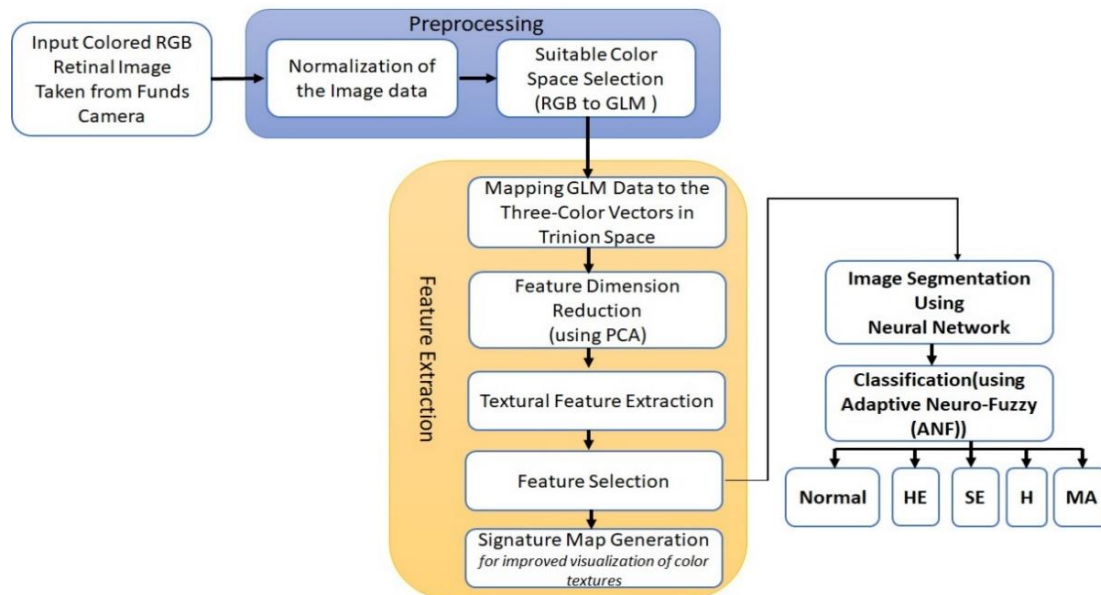 Preprocessing
Input Colored RGB
Retinal Image
Taken from Funds
Camera
Normalization of
the Image data
Suitable Color
Space Selection
(RGB to GLM )
Feature Extraction
Mapping GLM Data to the
Three-Color Vectors in
Trinion Space
Feature Dimension
Reduction
(using PCA)
Textural Feature Extraction
Feature Selection
Signature Map Generation
for improved visualization of color
textures
Image Segmentation
Using
Neural Network
Classification(using
Adaptive Neuro-Fuzzy
(ANF))
Normal
HE
SE
H
MA